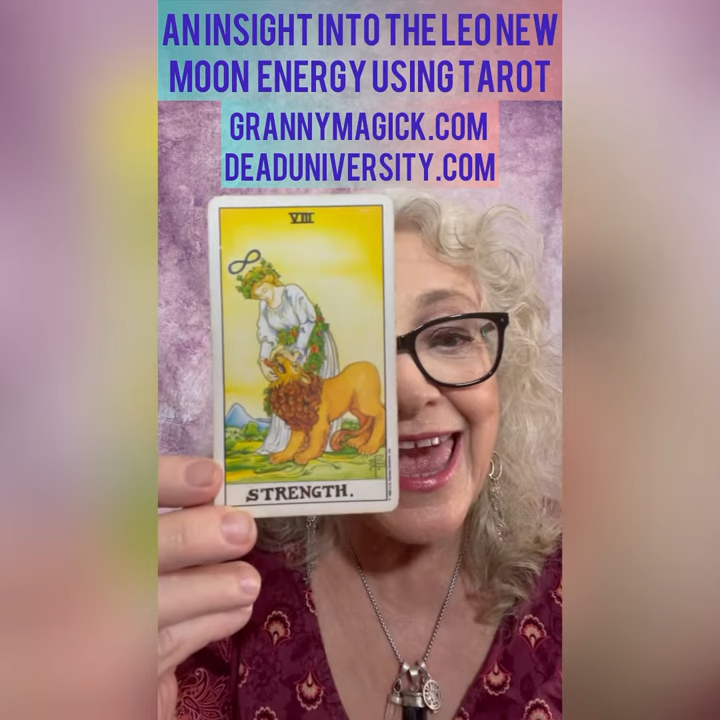 AN INSIGHT INTO THE LEO NEW
MOON ENERGY USING TAROT
GRANNYMAGICK.COM
DEADUNIVERSITY.COM
VIII
STRENGTH.